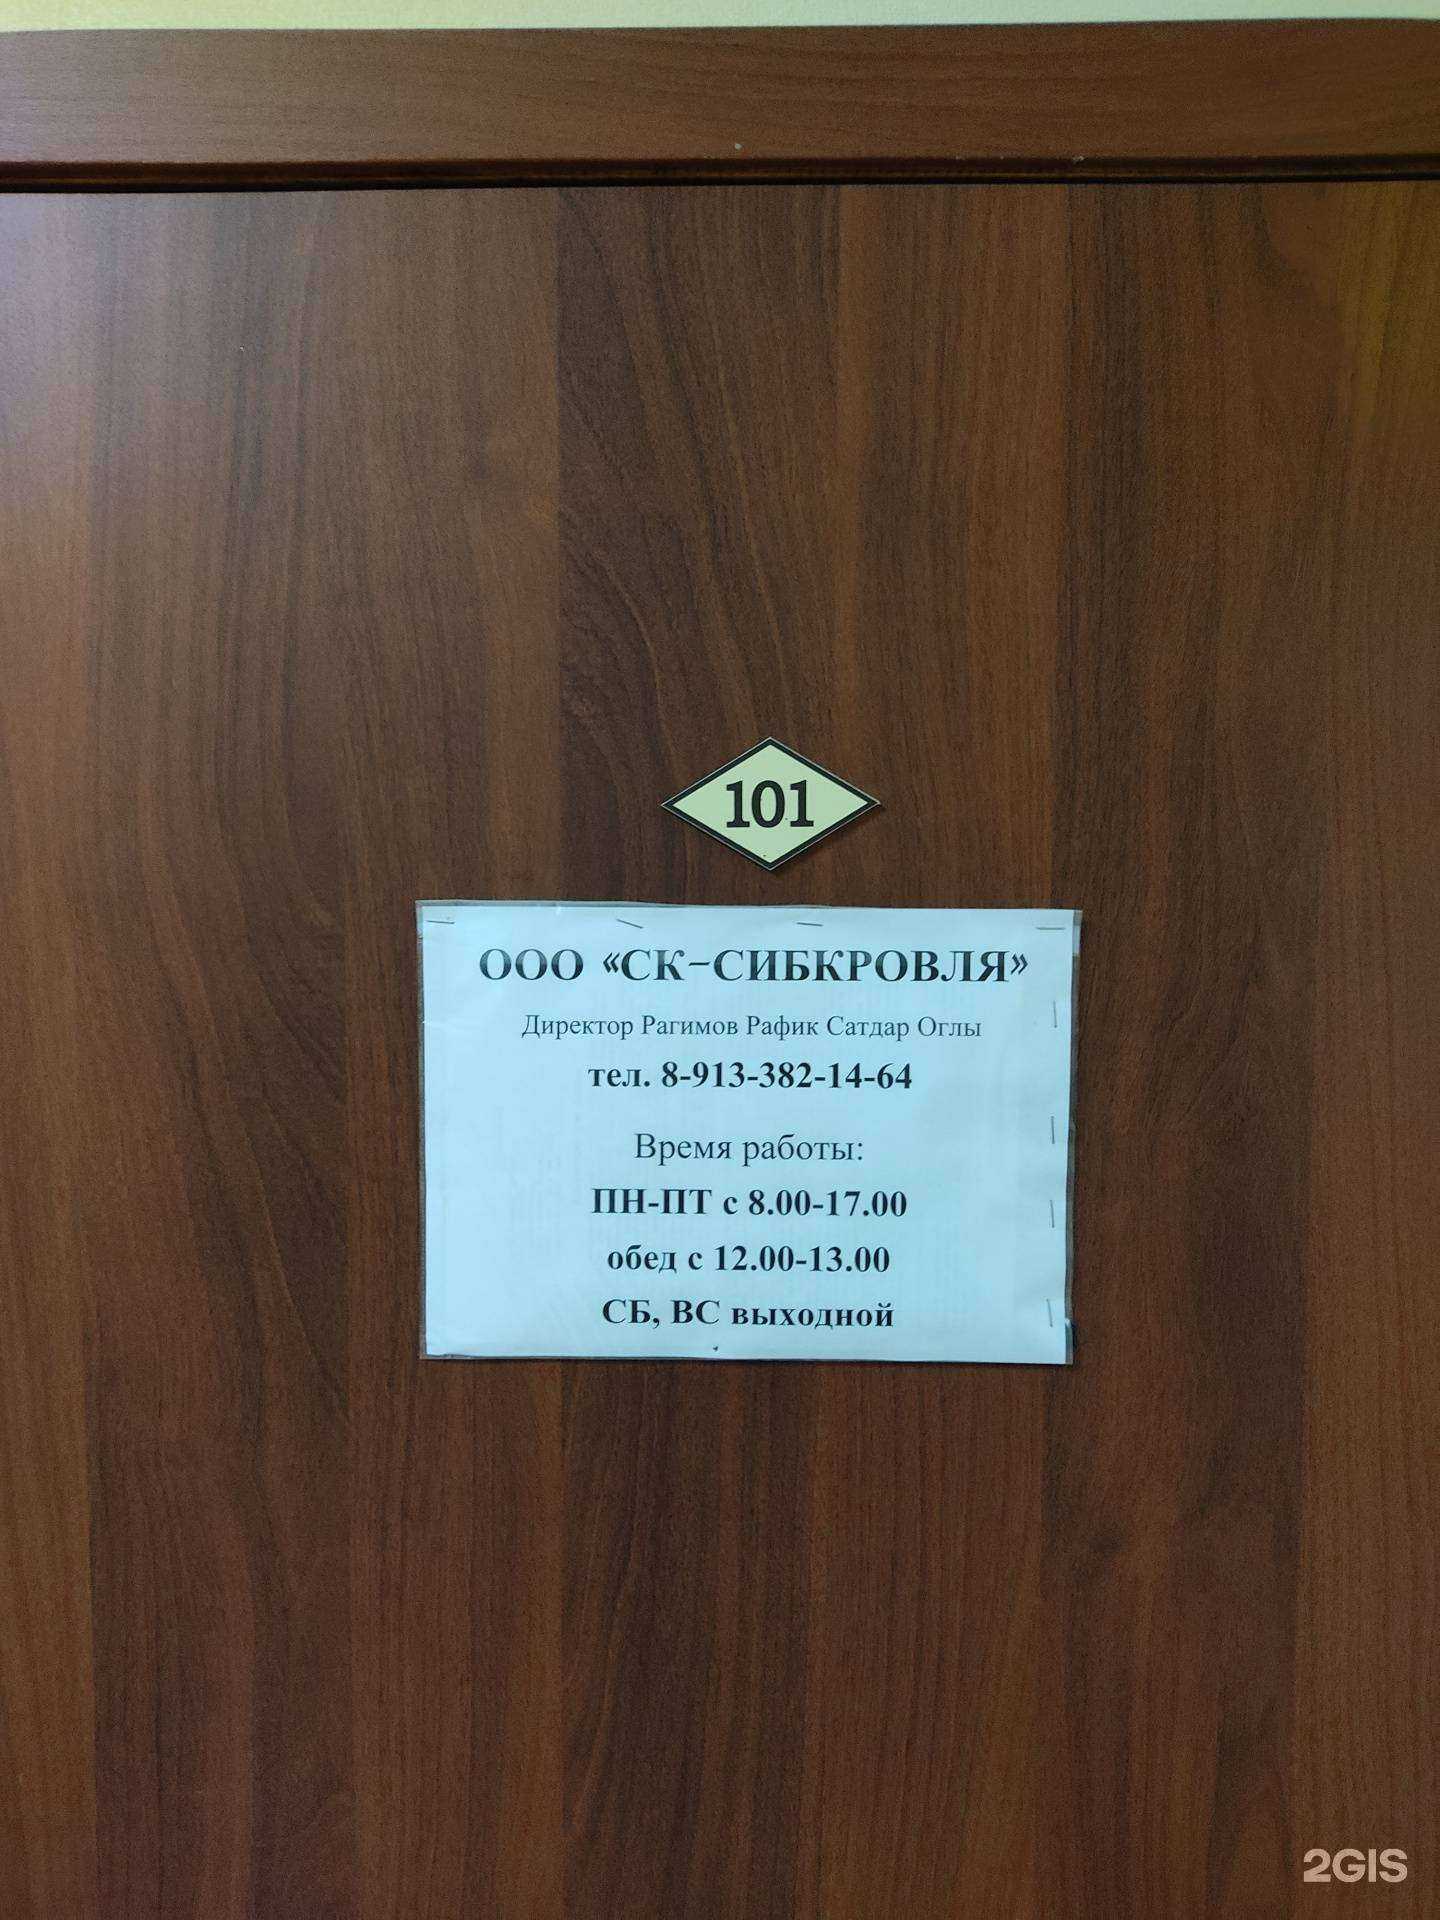 101
ООО «СК-СИБКРОВЛЯ»
Директор Рагимов Рафик Сатдар Оглы
тел. 8-913-382-14-64
Время работы:
ПН-ПТ с 8.00-17.00
обед с 12.00-13.00
СБ, ВС выходной
2GIS